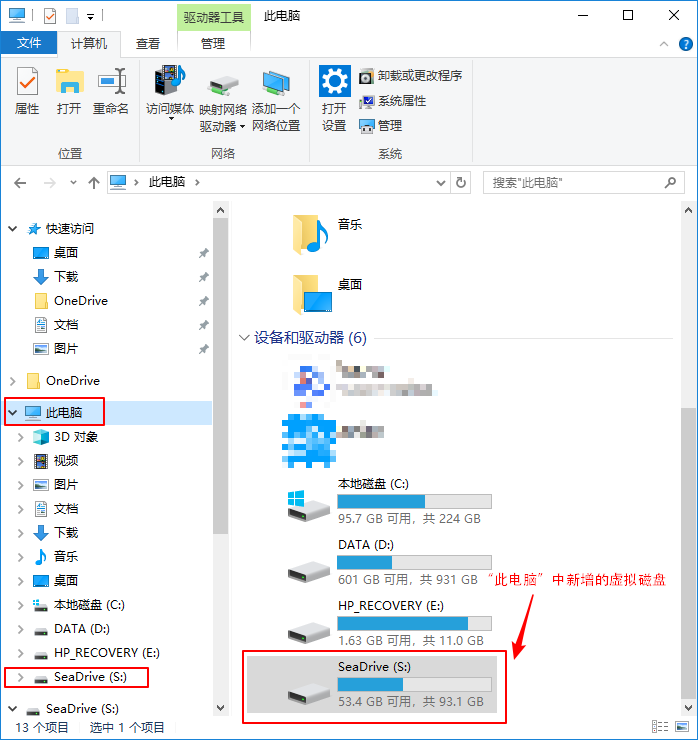 驱动器工具
此电脑
文件
计算机
查看
管理
属性
打开
重命名
访问媒体
映射网络
驱动器
添加一个
网络位置
打开
设置
卸载或更改程序
系统属性
管理
位置
网络
系统
此电脑
搜索"此电脑"
快速访问
桌面
下载
OneDrive
文档
图片
OneDrive
此电脑
3D 对象
视频
图片
文档
下载
音乐
桌面
本地磁盘 (C:)
DATA (D:)
HP_RECOVERY (E:)
SeaDrive (S:)
SeaDrive (S:)
音乐
桌面
设备和驱动器 (6)
本地磁盘 (C:)
95.7 GB 可用，共 224 GB
DATA (D:)
601 GB 可用，共 931 GB
“此电脑”中新增的虚拟磁盘
HP_RECOVERY (E:)
1.63 GB 可用，共 11.0 GB
SeaDrive (S:)
53.4 GB 可用，共 93.1 GB
13 个项目
选中 1 个项目